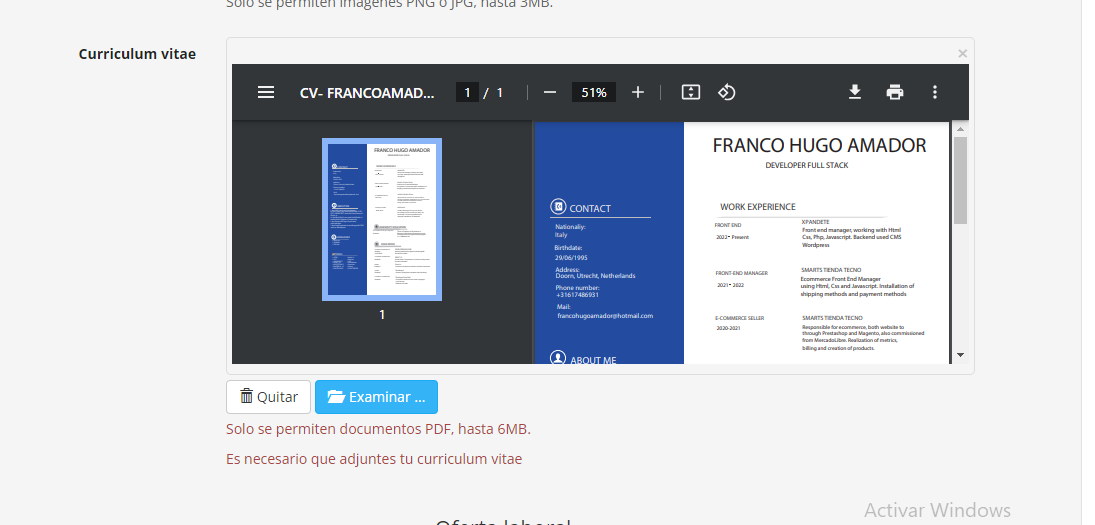 Solo se permiten imágenes PNG o JPG, hasta 3MB.
Curriculum vitae
×
CV- FRANCOAMAD... 1 / 1 51%
FRANCO HUGO AMADOR
DEVELOPER FULL STACK
1
CONTACT
Nationaliy:
Italy
Birthdate:
29/06/1995
Address:
Doorn, Utrecht, Netherlands
Phone number:
+31617486931
Mail:
francohugoamador@hotmail.com
ABOUT ME
WORK EXPERIENCE
FRONT END
2022- Present
XPANDETE
Front end manager, working with Html
Css, Php, Javascript. Backend used CMS
Wordpress
FRONT-END MANAGER
2021- 2022
SMARTS TIENDA TECNO
Ecommerce Front End Manager
using Html, Css and Javascript. Installation of
shipping methods and payment methods
E-COMMERCE SELLER
2020-2021
SMARTS TIENDA TECNO
Responsible for ecommerce, both website to
through Prestashop and Magento, also commissioned
from MercadoLibre. Realization of metrics,
billing and creation of products.
Quitar
Examinar ...
Solo se permiten documentos PDF, hasta 6MB.
Es necesario que adjuntes tu curriculum vitae
Oferta laboral
Activar Windows